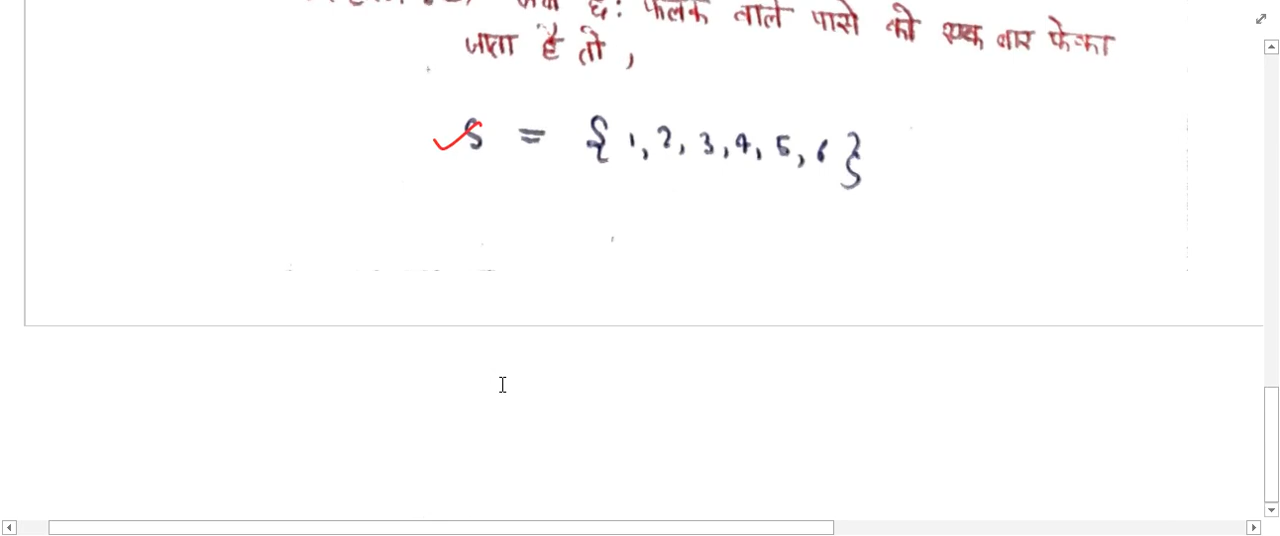 छः फलक वाले पासे को एक बार फेका
जाता है तो ,
S = { 1, 2, 3, 4, 5, 6 }